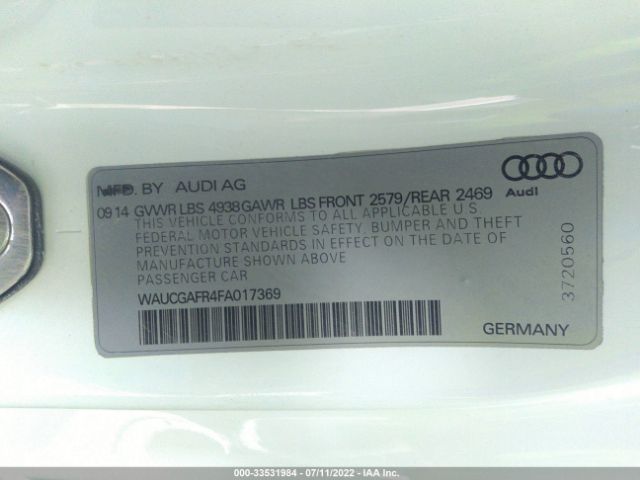 MFD. BY AUDI AG
09 14 GVWR LBS 4938 GAWR LBS FRONT 2579/REAR 2469
Audi
THIS VEHICLE CONFORMS TO ALL APPLICABLE U.S.
FEDERAL MOTOR VEHICLE SAFETY, BUMPER AND THEFT
PREVENTION STANDARDS IN EFFECT ON THE DATE OF
MANUFACTURE SHOWN ABOVE
PASSENGER CAR
WAUCGAFR4FA017369
3720560
GERMANY
000-33531984 - 07/11/2022 - IAA Inc.